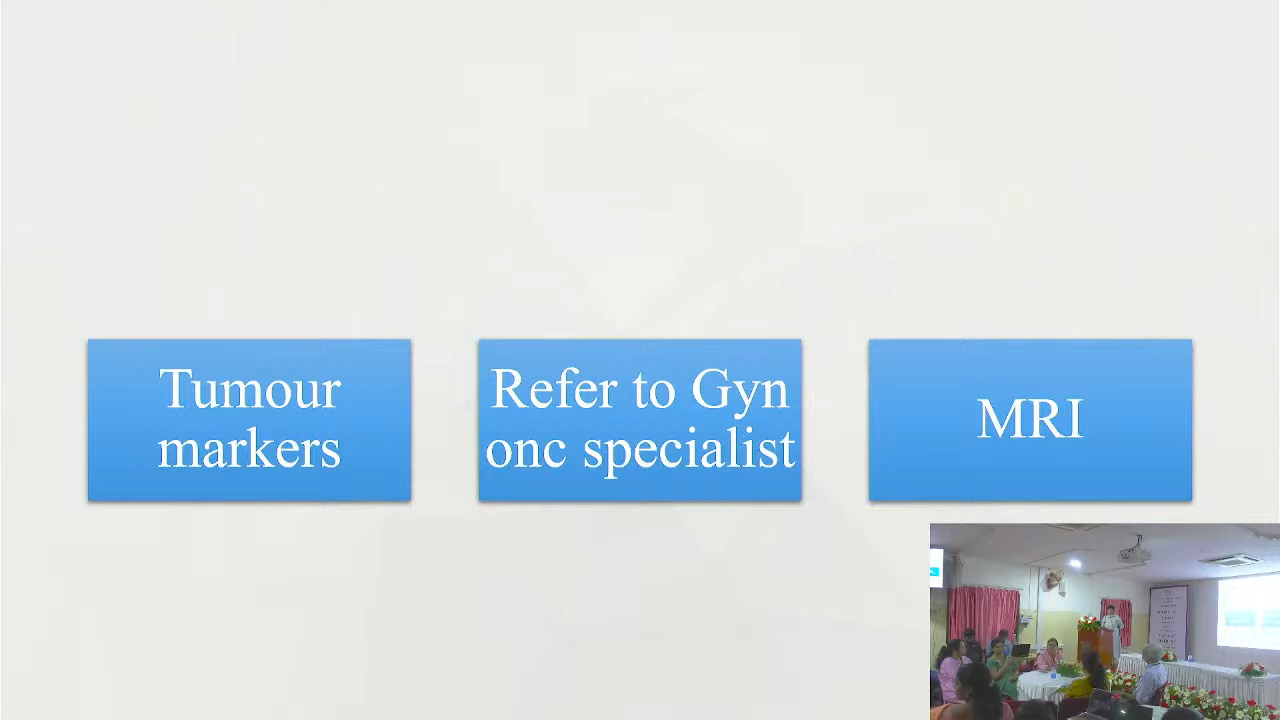 Tumour
markers
Refer to Gyn
onc specialist
MRI